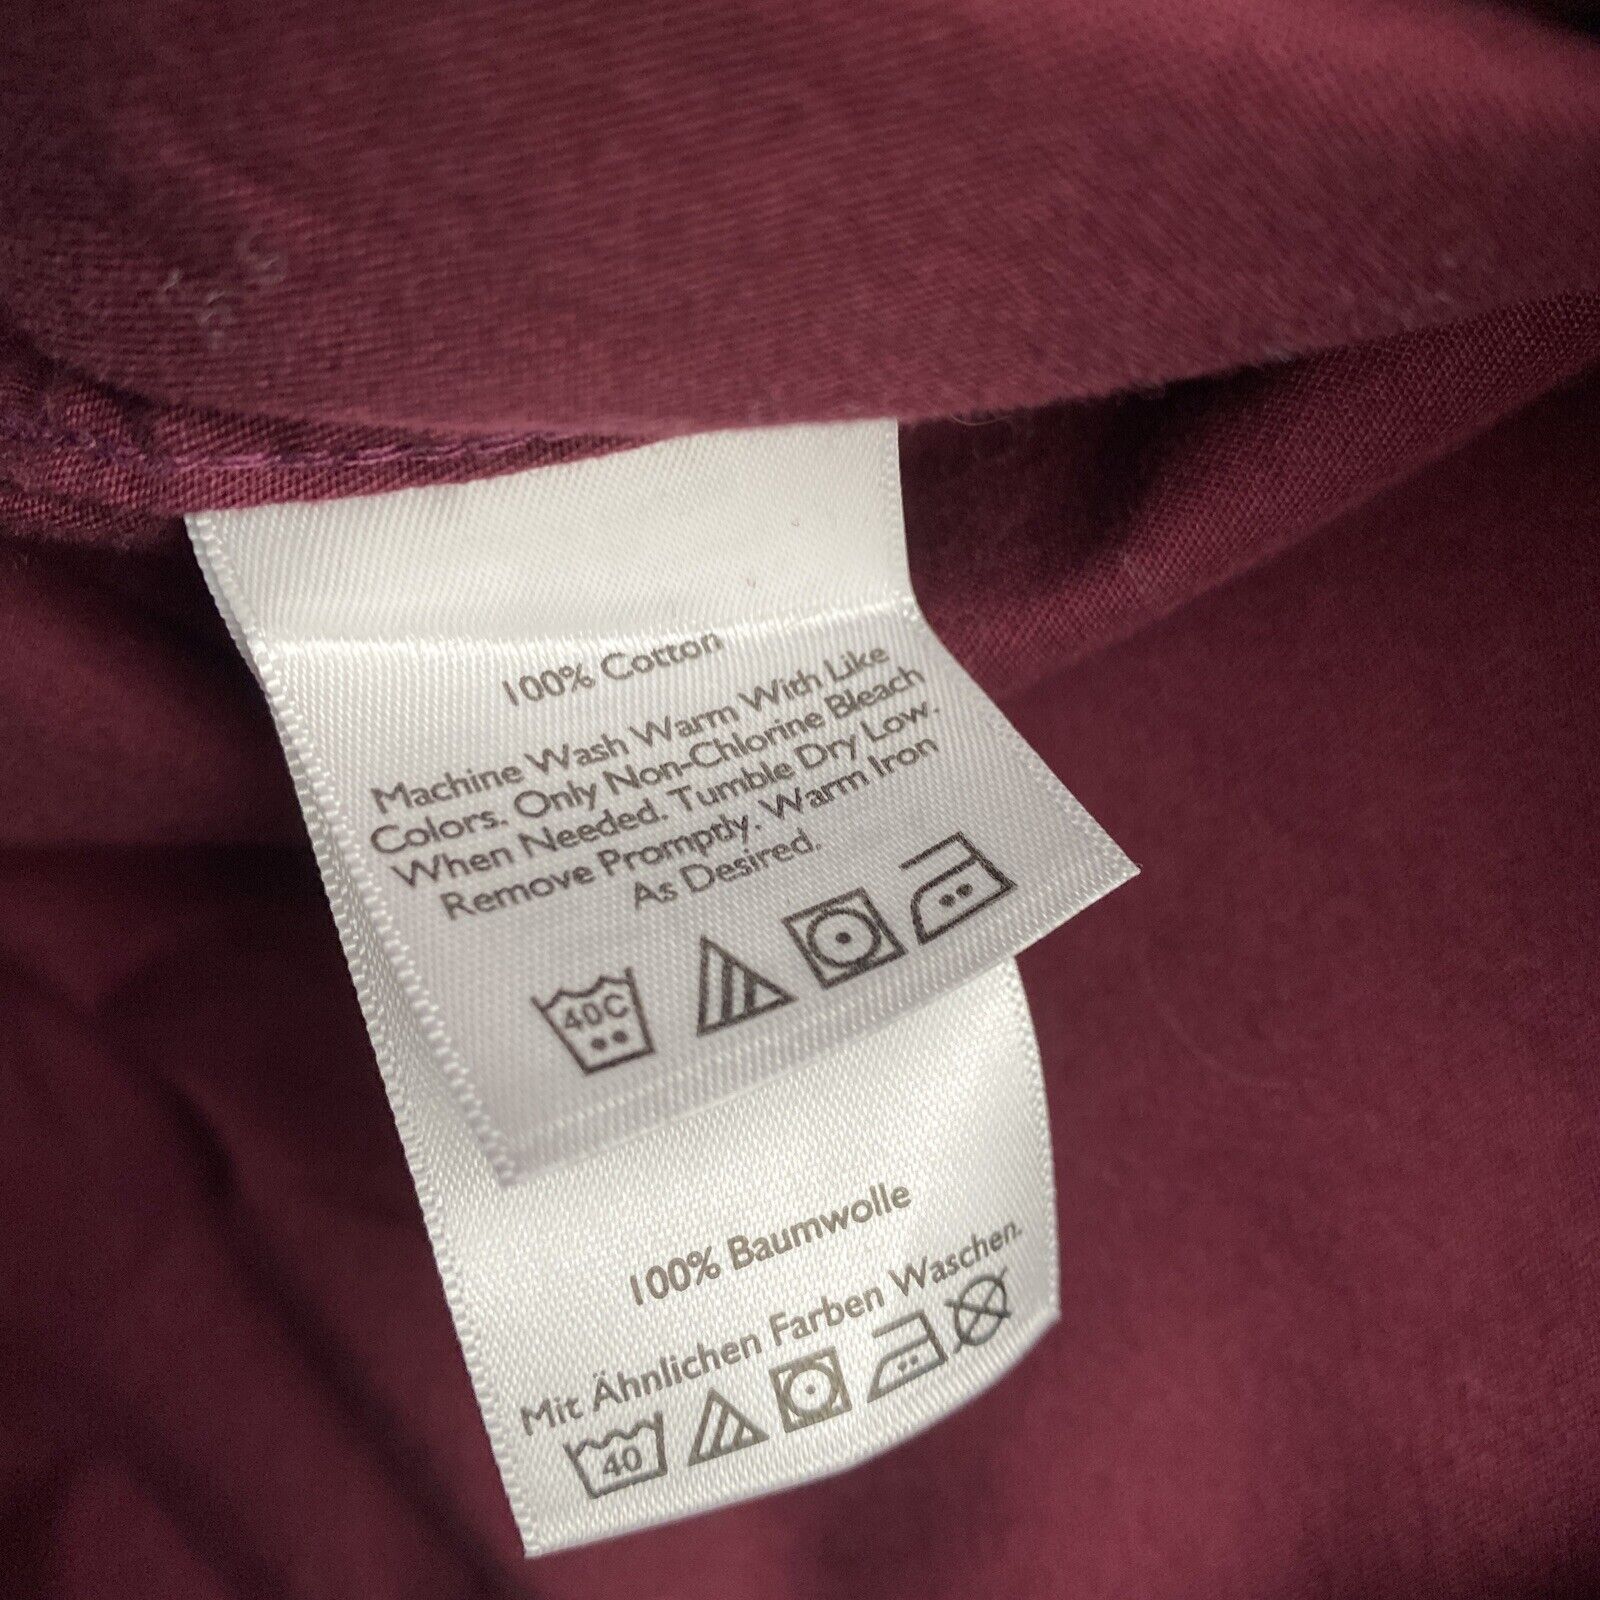 100% Cotton
Machine Wash Warm With Like
Colors. Only Non-Chlorine Bleach
When Needed. Tumble Dry Low.
Remove Promptly. Warm Iron
As Desired.
40C
100% Baumwolle
Mit Ähnlichen Farben Waschen.
40